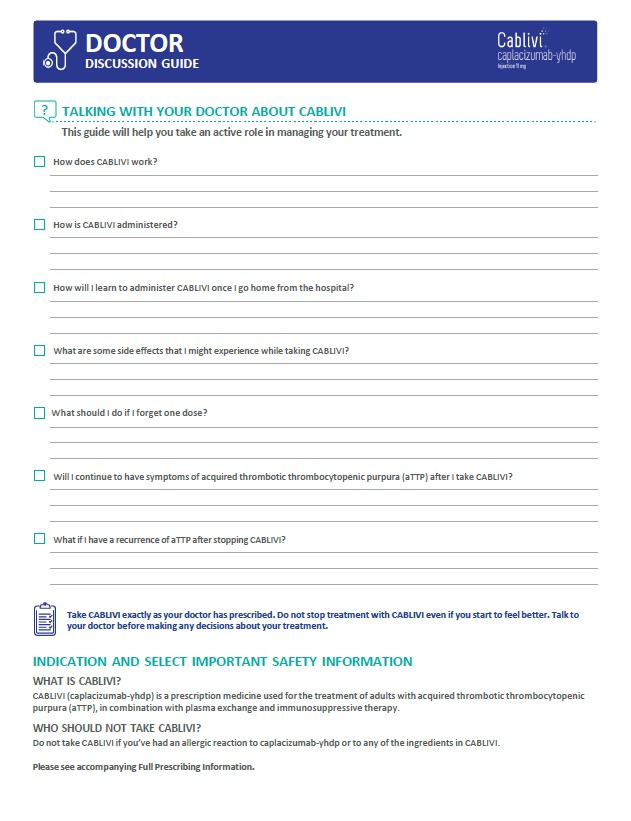 DOCTOR
DISCUSSION GUIDE
Cablivi
caplacizumab-yhdp
Injection 11 mg
?
TALKING WITH YOUR DOCTOR ABOUT CABLIVI
This guide will help you take an active role in managing your treatment.
How does CABLIVI work?
How is CABLIVI administered?
How will I learn to administer CABLIVI once I go home from the hospital?
What are some side effects that I might experience while taking CABLIVI?
What should I do if I forget one dose?
Will I continue to have symptoms of acquired thrombotic thrombocytopenic purpura (aTTP) after I take CABLIVI?
What if I have a recurrence of aTTP after stopping CABLIVI?
Take CABLIVI exactly as your doctor has prescribed. Do not stop treatment with CABLIVI even if you start to feel better. Talk to
your doctor before making any decisions about your treatment.
INDICATION AND SELECT IMPORTANT SAFETY INFORMATION
WHAT IS CABLIVI?
CABLIVI (caplacizumab-yhdp) is a prescription medicine used for the treatment of adults with acquired thrombotic thrombocytopenic
purpura (aTTP), in combination with plasma exchange and immunosuppressive therapy.
WHO SHOULD NOT TAKE CABLIVI?
Do not take CABLIVI if you've had an allergic reaction to caplacizumab-yhdp or to any of the ingredients in CABLIVI.
Please see accompanying Full Prescribing Information.